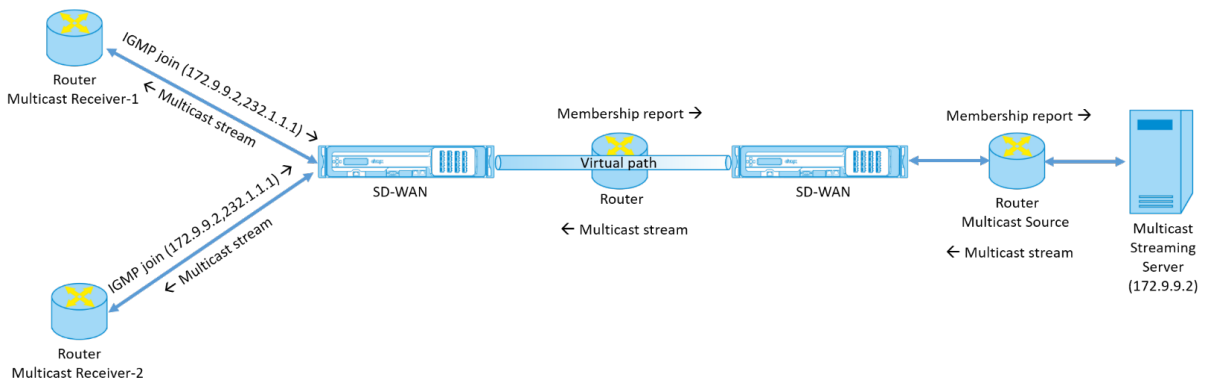 Router
Multicast Receiver-1
IGMP join (172.9.9.2,232.1.1.1) →
← Multicast stream
IGMP join (172.9.9.2,232.1.1.1) →
← Multicast stream
Router
Multicast Receiver-2
SD-WAN
Membership report →
Virtual path
Router
← Multicast stream
SD-WAN
Membership report →
Router
Multicast Source
← Multicast stream
Multicast
Streaming
Server
(172.9.9.2)